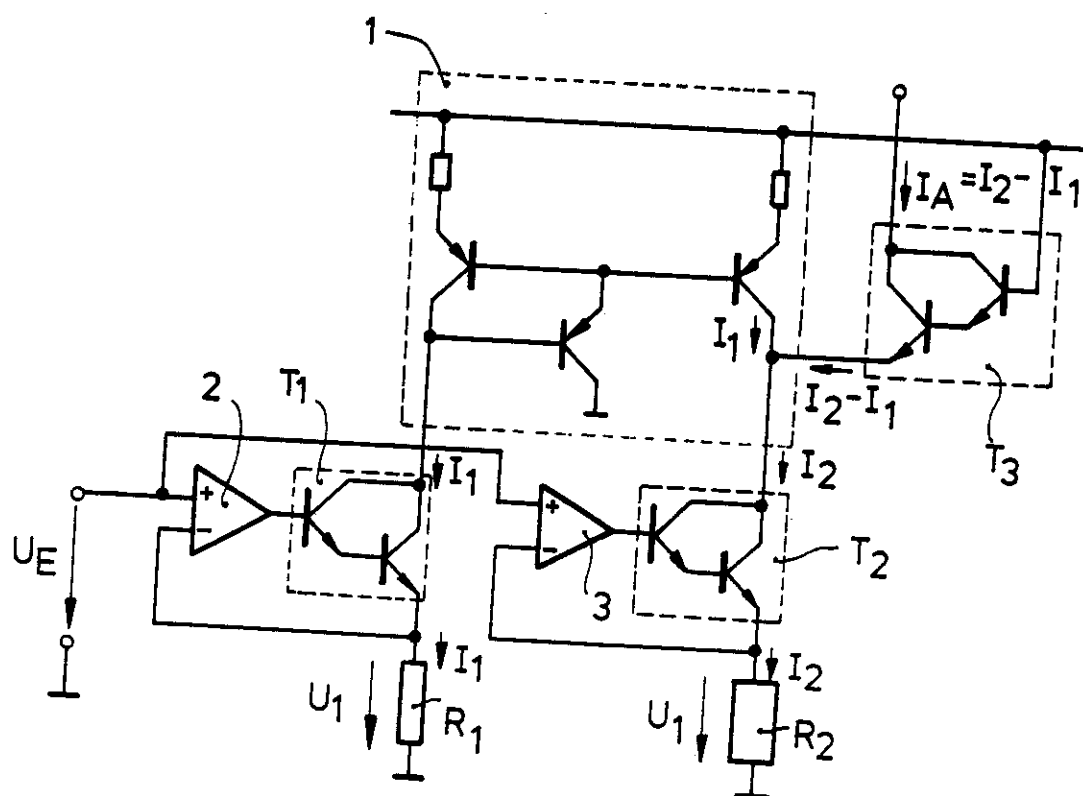 1
I_A = I_2 - I_1
I_1
I_2 - I_1
T_3
2
T_1
I_1
I_2
+
-
+
-
3
T_2
U_E
I_1
U_1
R_1
I_2
U_1
R_2